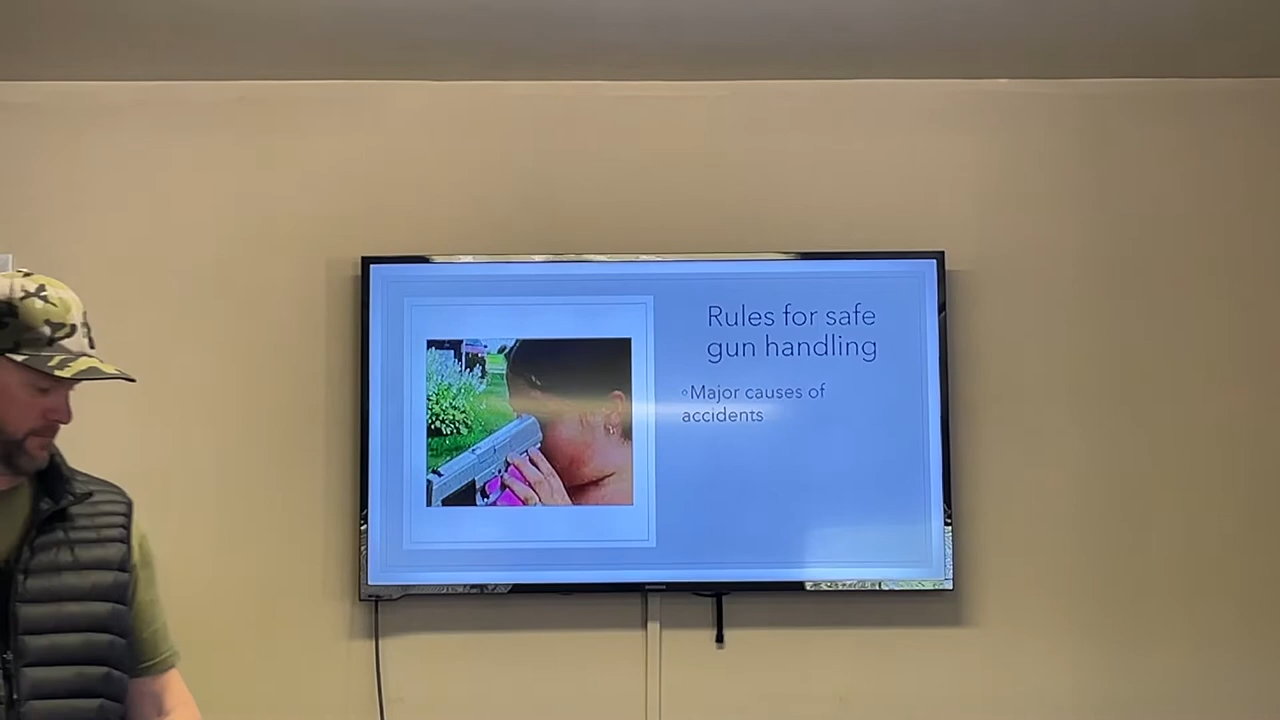 Rules for safe
gun handling
◦Major causes of
accidents